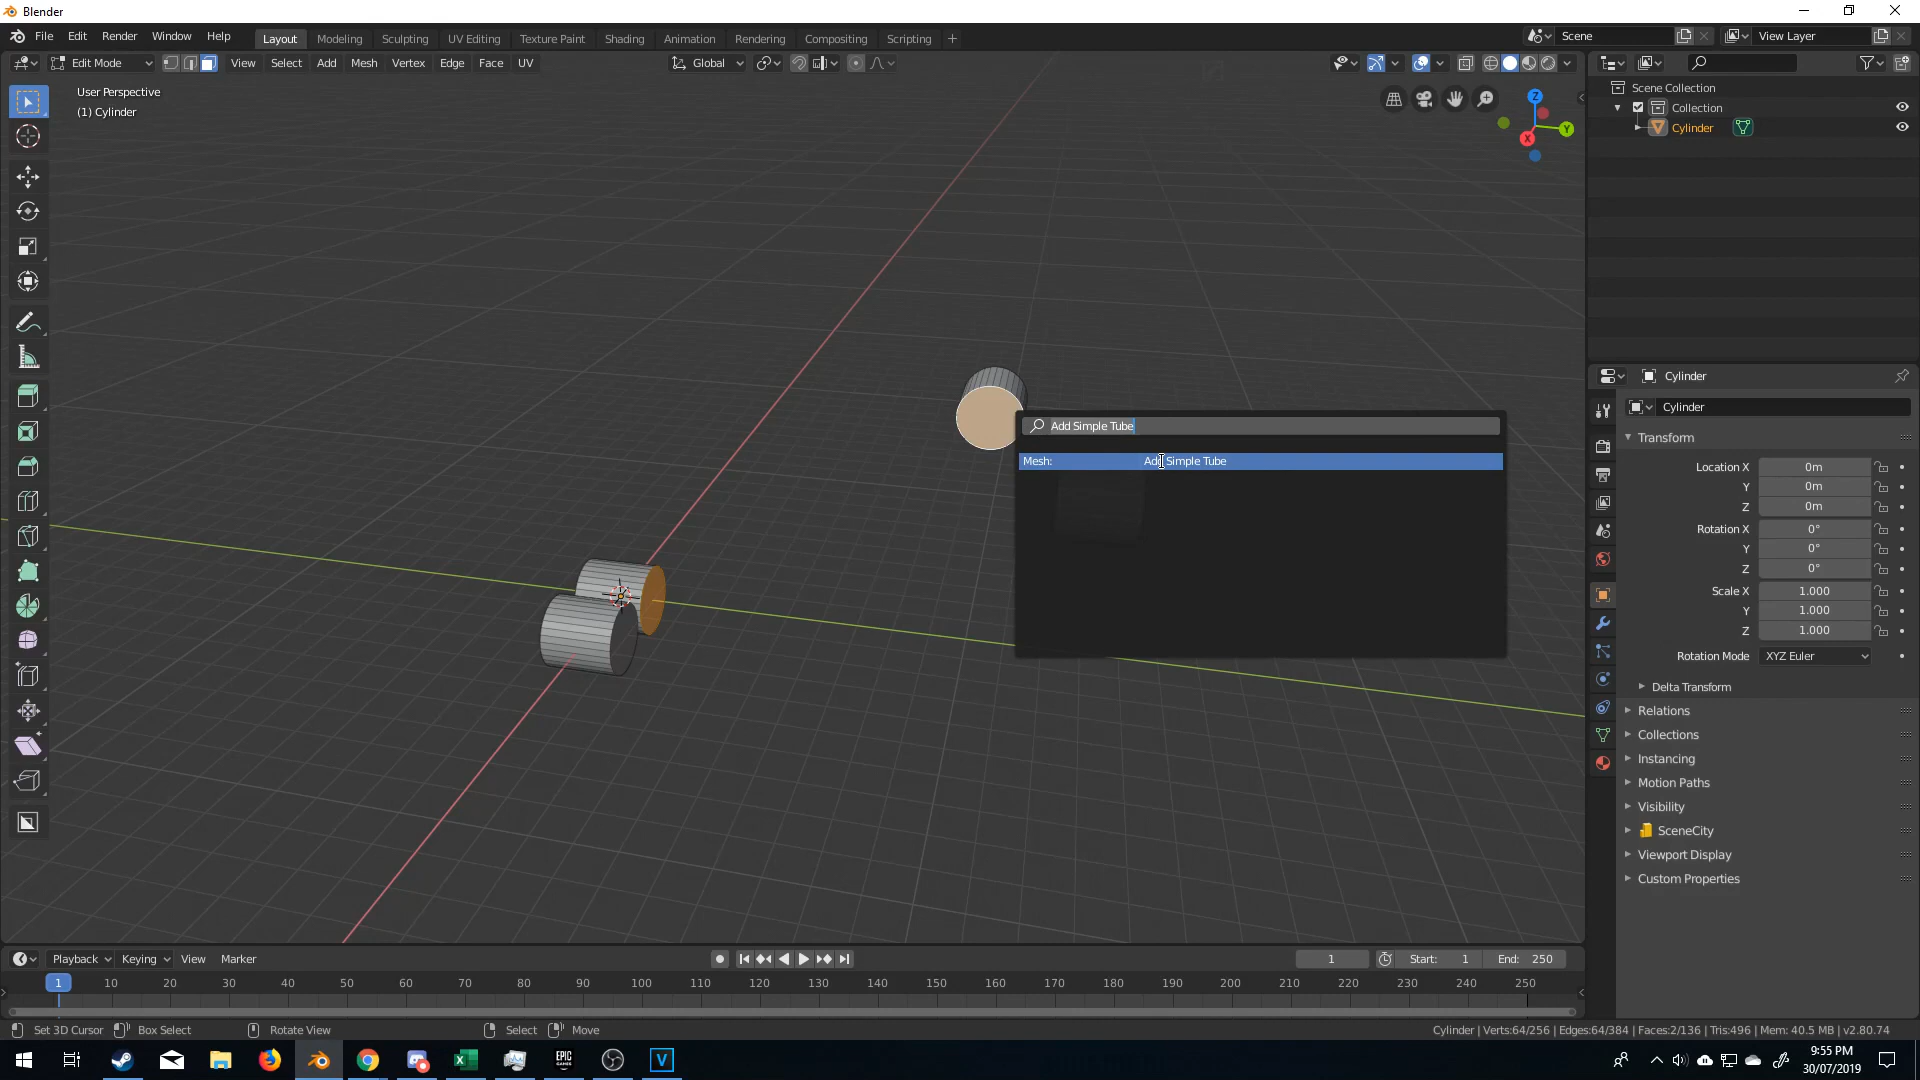 Blender
File Edit Render Window Help
Layout Modeling Sculpting UV Editing Texture Paint Shading Animation Rendering Compositing Scripting +
Scene
View Layer
Edit Mode
View Select Add Mesh Vertex Edge Face UV
Global
User Perspective
(1) Cylinder
Z
Y
X
Scene Collection
Collection
Cylinder
Add Simple Tube
Mesh: Add Simple Tube
Cylinder
Cylinder
Transform
Location X 0m
Y 0m
Z 0m
Rotation X 0°
Y 0°
Z 0°
Scale X 1.000
Y 1.000
Z 1.000
Rotation Mode XYZ Euler
Delta Transform
Relations
Collections
Instancing
Motion Paths
Visibility
SceneCity
Viewport Display
Custom Properties
Playback Keying View Marker
1 Start: 1 End: 250
1 10 20 30 40 50 60 70 80 90 100 110 120 130 140 150 160 170 180 190 200 210 220 230 240 250
Set 3D Cursor Box Select Rotate View Select Move
Cylinder | Verts:64/256 | Edges:64/384 | Faces:2/136 | Tris:496 | Mem: 40.5 MB | v2.80.74
EPIC
GAMES
V
9:55 PM
30/07/2019